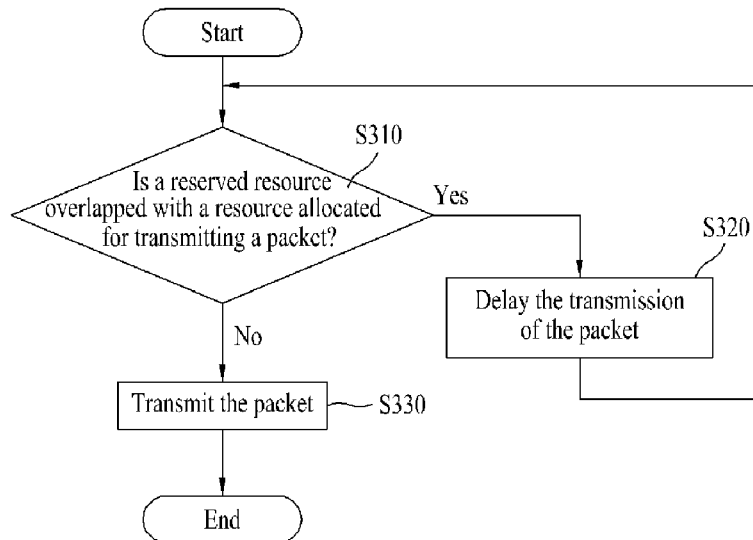 Start
S310
Is a reserved resource
overlapped with a resource allocated
for transmitting a packet?
Yes
S320
Delay the transmission
of the packet
No
Transmit the packet
S330
End